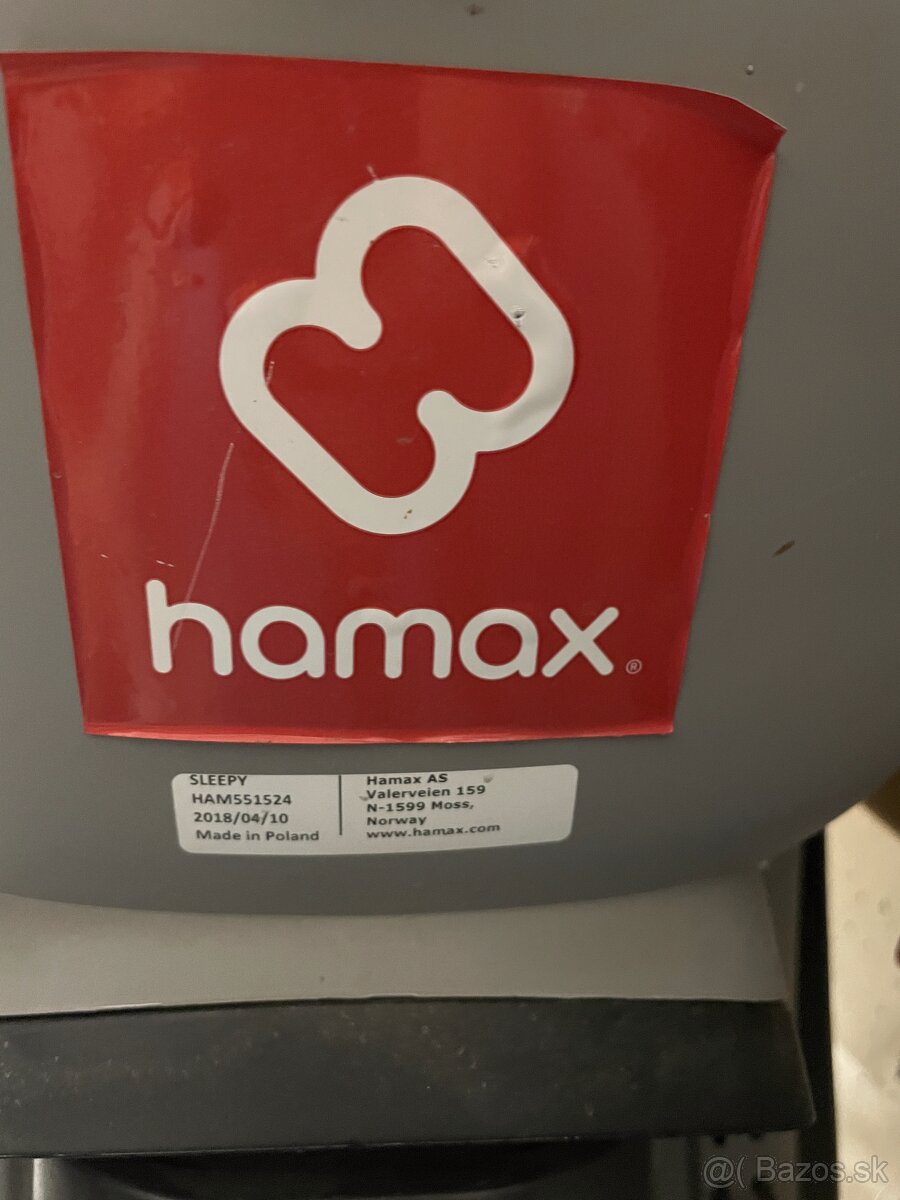 hamax®
SLEEPY
HAM551524
2018/04/10
Made in Poland
Hamax AS
Valerveien 159
N-1599 Moss,
Norway
www.hamax.com
@( Bazos.sk